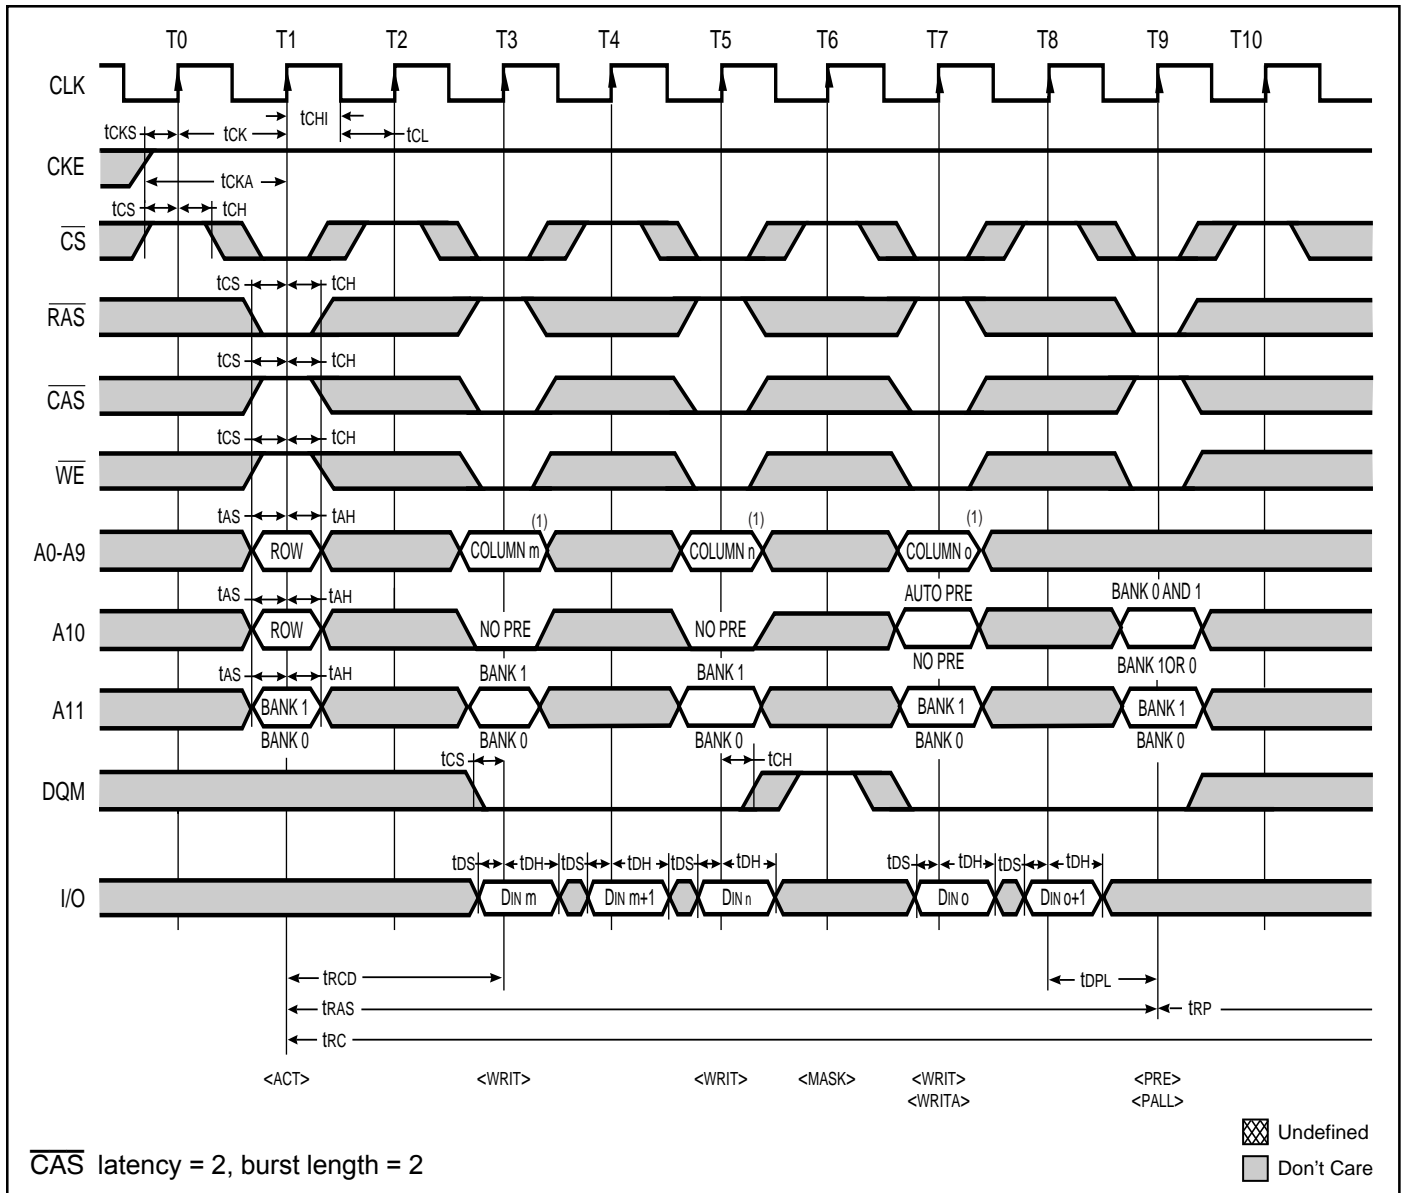 T0 T1 T2 T3 T4 T5 T6 T7 T8 T9 T10
CLK
tCHI
tCKS tCK tCL
CKE
tCKA
tCS tCH
CS
tCS tCH
RAS
tCS tCH
CAS
tCS tCH
WE
tAS tAH (1) (1) (1)
A0-A9 ROW COLUMN m COLUMN n COLUMN o
tAS tAH AUTO PRE BANK 0 AND 1
A10 ROW NO PRE NO PRE
NO PRE BANK 1OR 0
tAS tAH BANK 1 BANK 1
A11 BANK 1 BANK 1 BANK 1
BANK 0 BANK 0 BANK 0 BANK 0 BANK 0
tCS tCH
DQM
tDS tDH tDS tDH tDS tDH tDS tDH tDS tDH
I/O DIN m DIN m+1 DIN n DIN o DIN o+1
tRCD tDPL
tRAS tRP
tRC
<ACT> <WRIT> <WRIT> <MASK> <WRIT> <PRE>
<WRITA> <PALL>
Undefined
CAS latency = 2, burst length = 2
Don't Care